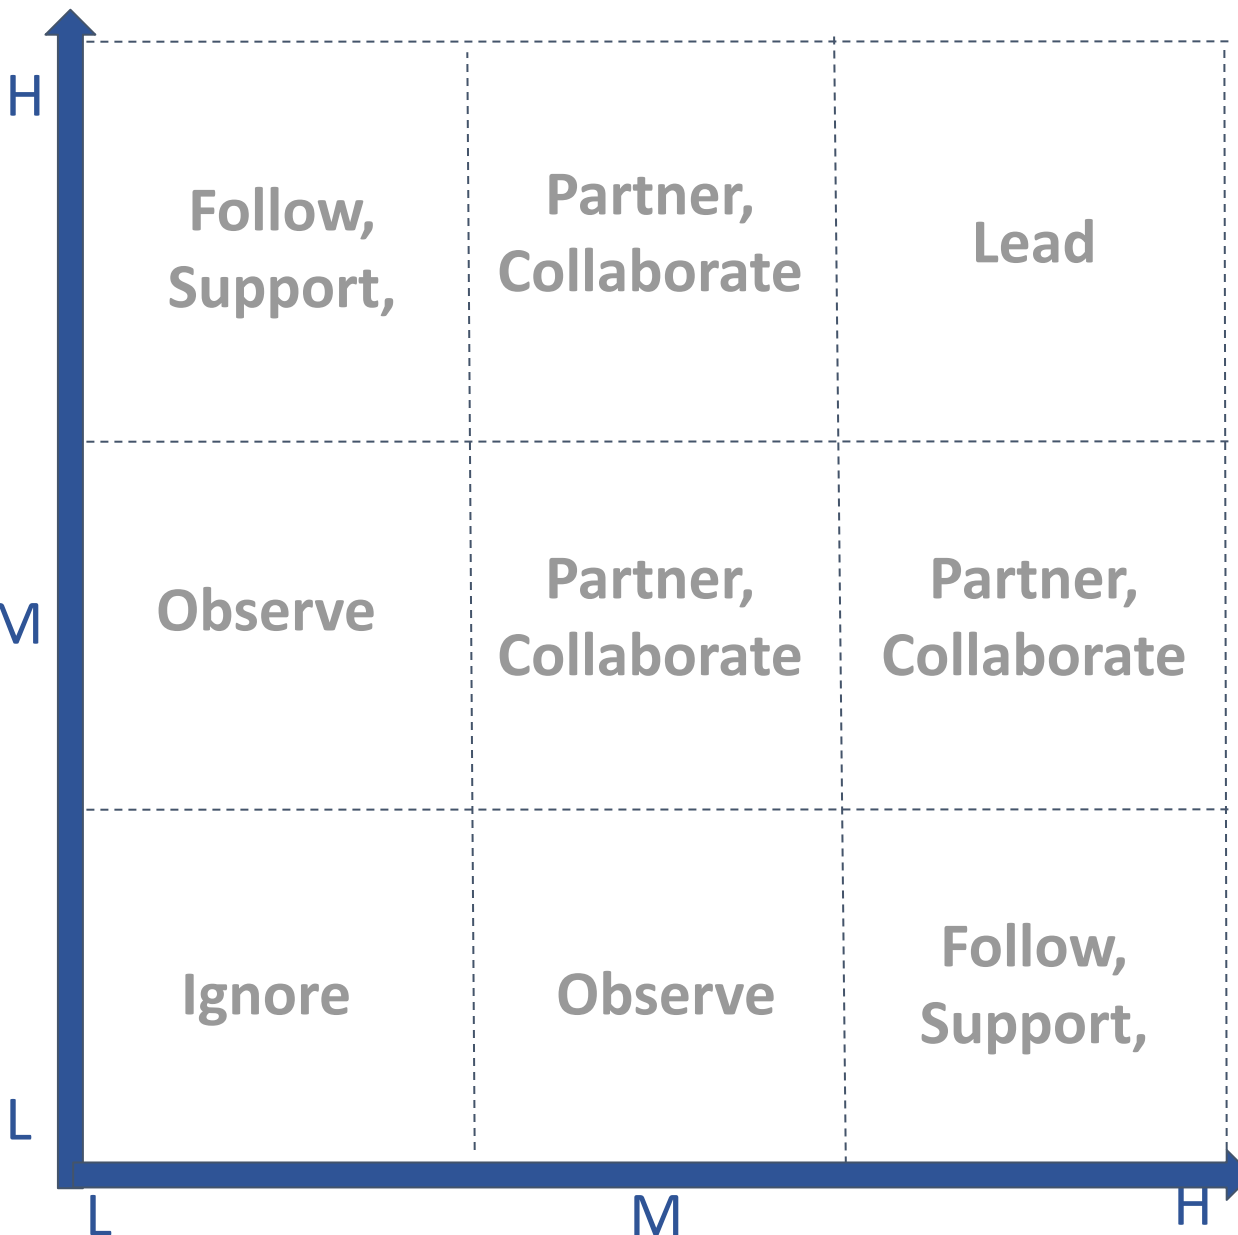 H
Follow,
Support,
Partner,
Collaborate
Lead
M
Observe
Partner,
Collaborate
Partner,
Collaborate
Ignore
Observe
Follow,
Support,
L
L
M
H